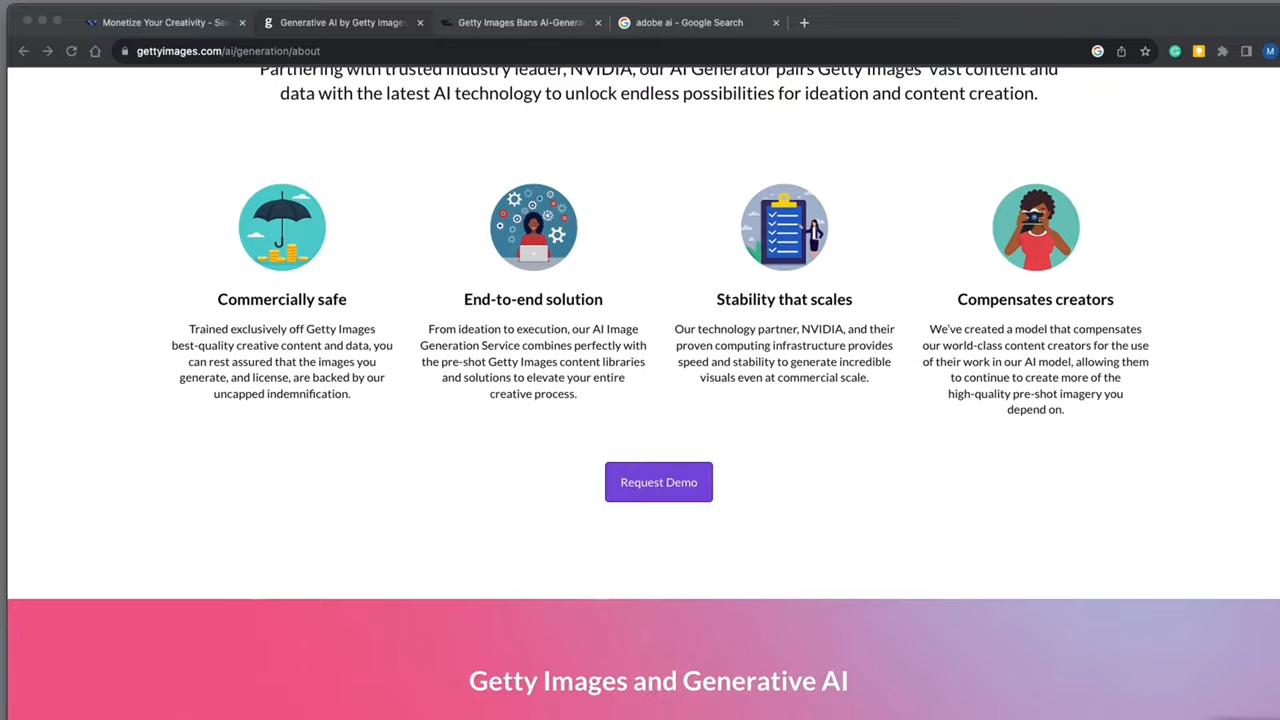 Monetize Your Creativity - Sel
Generative AI by Getty Images
Getty Images Bans AI-Genera
adobe ai - Google Search
gettyimages.com/ai/generation/about
Partnering with trusted industry leader, NVIDIA, our AI Generator pairs Getty Images' vast content and
data with the latest AI technology to unlock endless possibilities for ideation and content creation.
Commercially safe
Trained exclusively off Getty Images
best-quality creative content and data, you
can rest assured that the images you
generate, and license, are backed by our
uncapped indemnification.
End-to-end solution
From ideation to execution, our AI Image
Generation Service combines perfectly with
the pre-shot Getty Images content libraries
and solutions to elevate your entire
creative process.
Stability that scales
Our technology partner, NVIDIA, and their
proven computing infrastructure provides
speed and stability to generate incredible
visuals even at commercial scale.
Compensates creators
We've created a model that compensates
our world-class content creators for the use
of their work in our AI model, allowing them
to continue to create more of the
high-quality pre-shot imagery you
depend on.
Request Demo
Getty Images and Generative AI